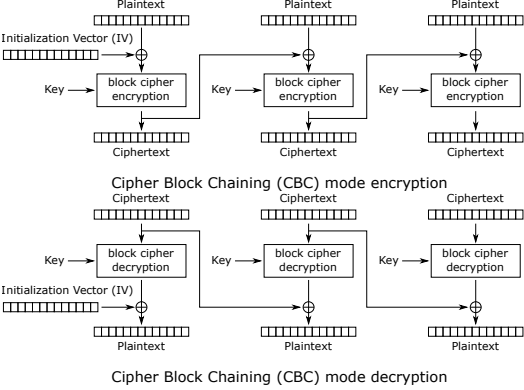 Plaintext Plaintext Plaintext
Initialization Vector (IV)
Key block cipher encryption Key block cipher encryption Key block cipher encryption
Ciphertext Ciphertext Ciphertext
Cipher Block Chaining (CBC) mode encryption
Ciphertext Ciphertext Ciphertext
Key block cipher decryption Key block cipher decryption Key block cipher decryption
Initialization Vector (IV)
Plaintext Plaintext Plaintext
Cipher Block Chaining (CBC) mode decryption